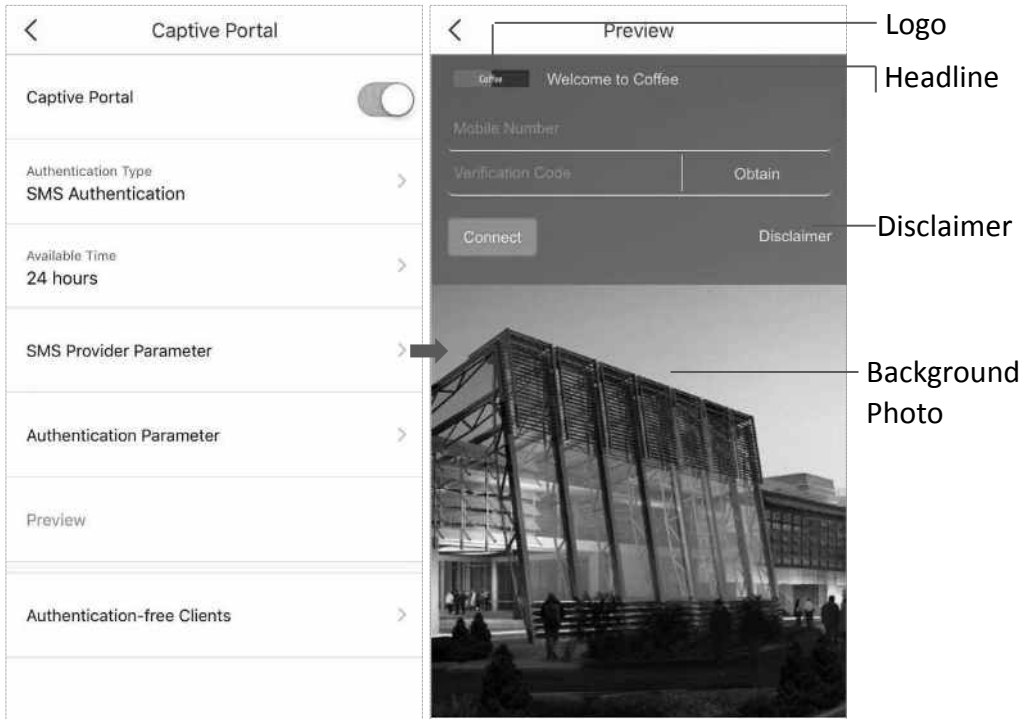 Captive Portal
Captive Portal
Authentication Type
SMS Authentication
Available Time
24 hours
SMS Provider Parameter
Authentication Parameter
Preview
Authentication-free Clients
Preview
Coffee
Welcome to Coffee
Mobile Number
Verification Code
Obtain
Connect
Disclaimer
Logo
Headline
Disclaimer
Background
Photo